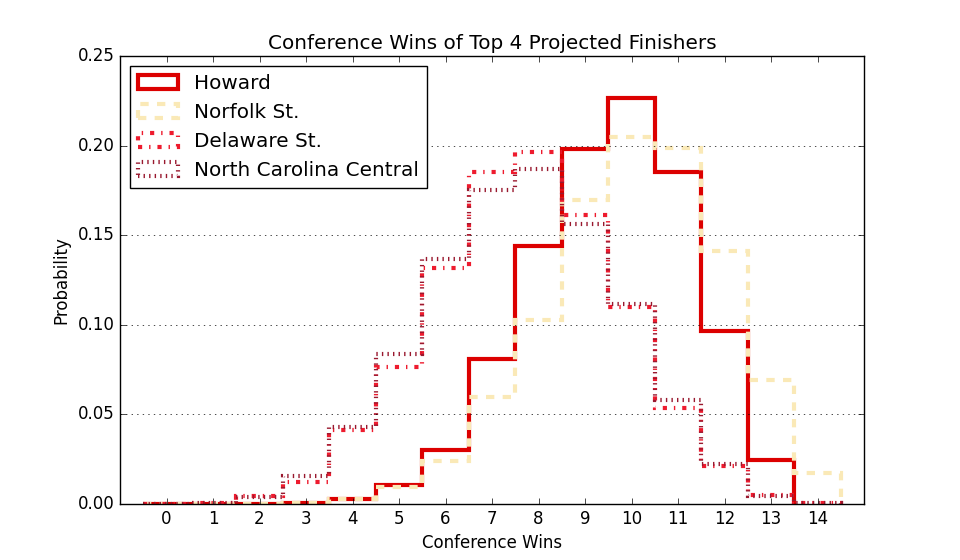 Conference Wins of Top 4 Projected Finishers
0.25
Howard
Norfolk St.
Delaware St.
North Carolina Central
0.20
0.15
0.10
0.05
0.00
Probability
0 1 2 3 4 5 6 7 8 9 10 11 12 13 14
Conference Wins